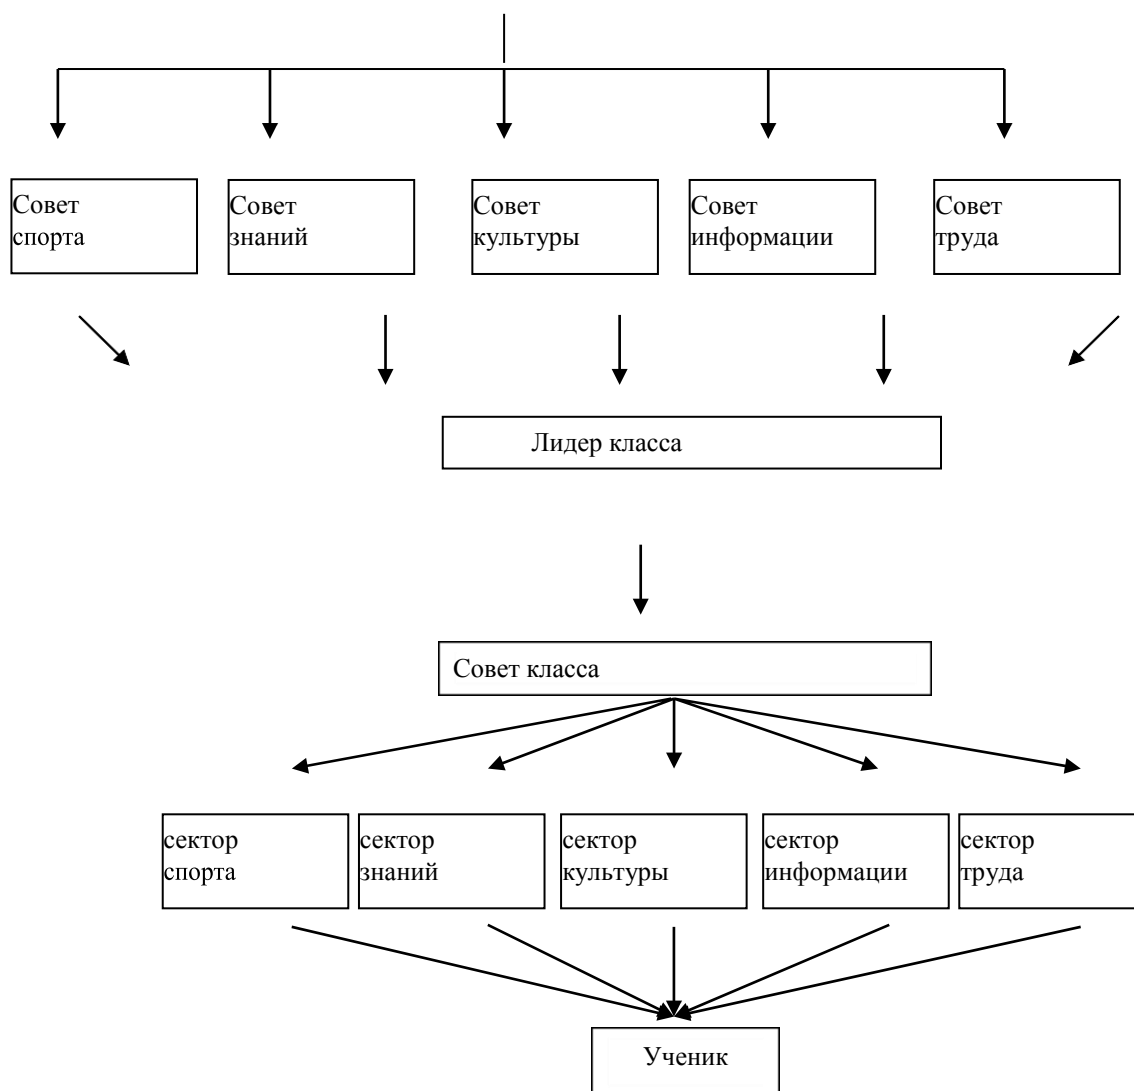 Совет
спорта
Совет
знаний
Совет
культуры
Совет
информации
Совет
труда
Лидер класса
Совет класса
сектор
спорта
сектор
знаний
сектор
культуры
сектор
информации
сектор
труда
Ученик